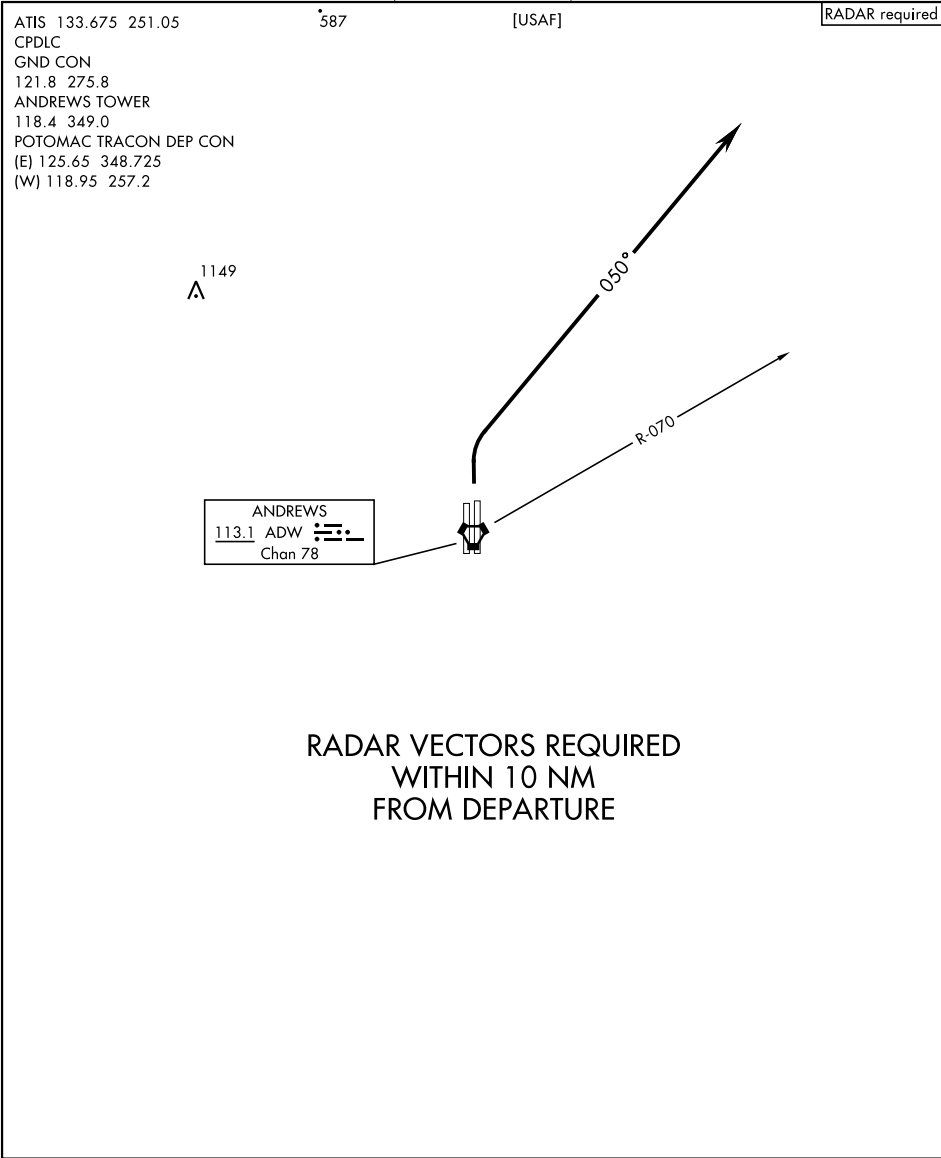 ATIS 133.675 251.05
CPDLC
GND CON
121.8 275.8
ANDREWS TOWER
118.4 349.0
POTOMAC TRACON DEP CON
(E) 125.65 348.725
(W) 118.95 257.2
587
[USAF]
RADAR required
1149
050°
R-070
ANDREWS
113.1 ADW
Chan 78
RADAR VECTORS REQUIRED
WITHIN 10 NM
FROM DEPARTURE